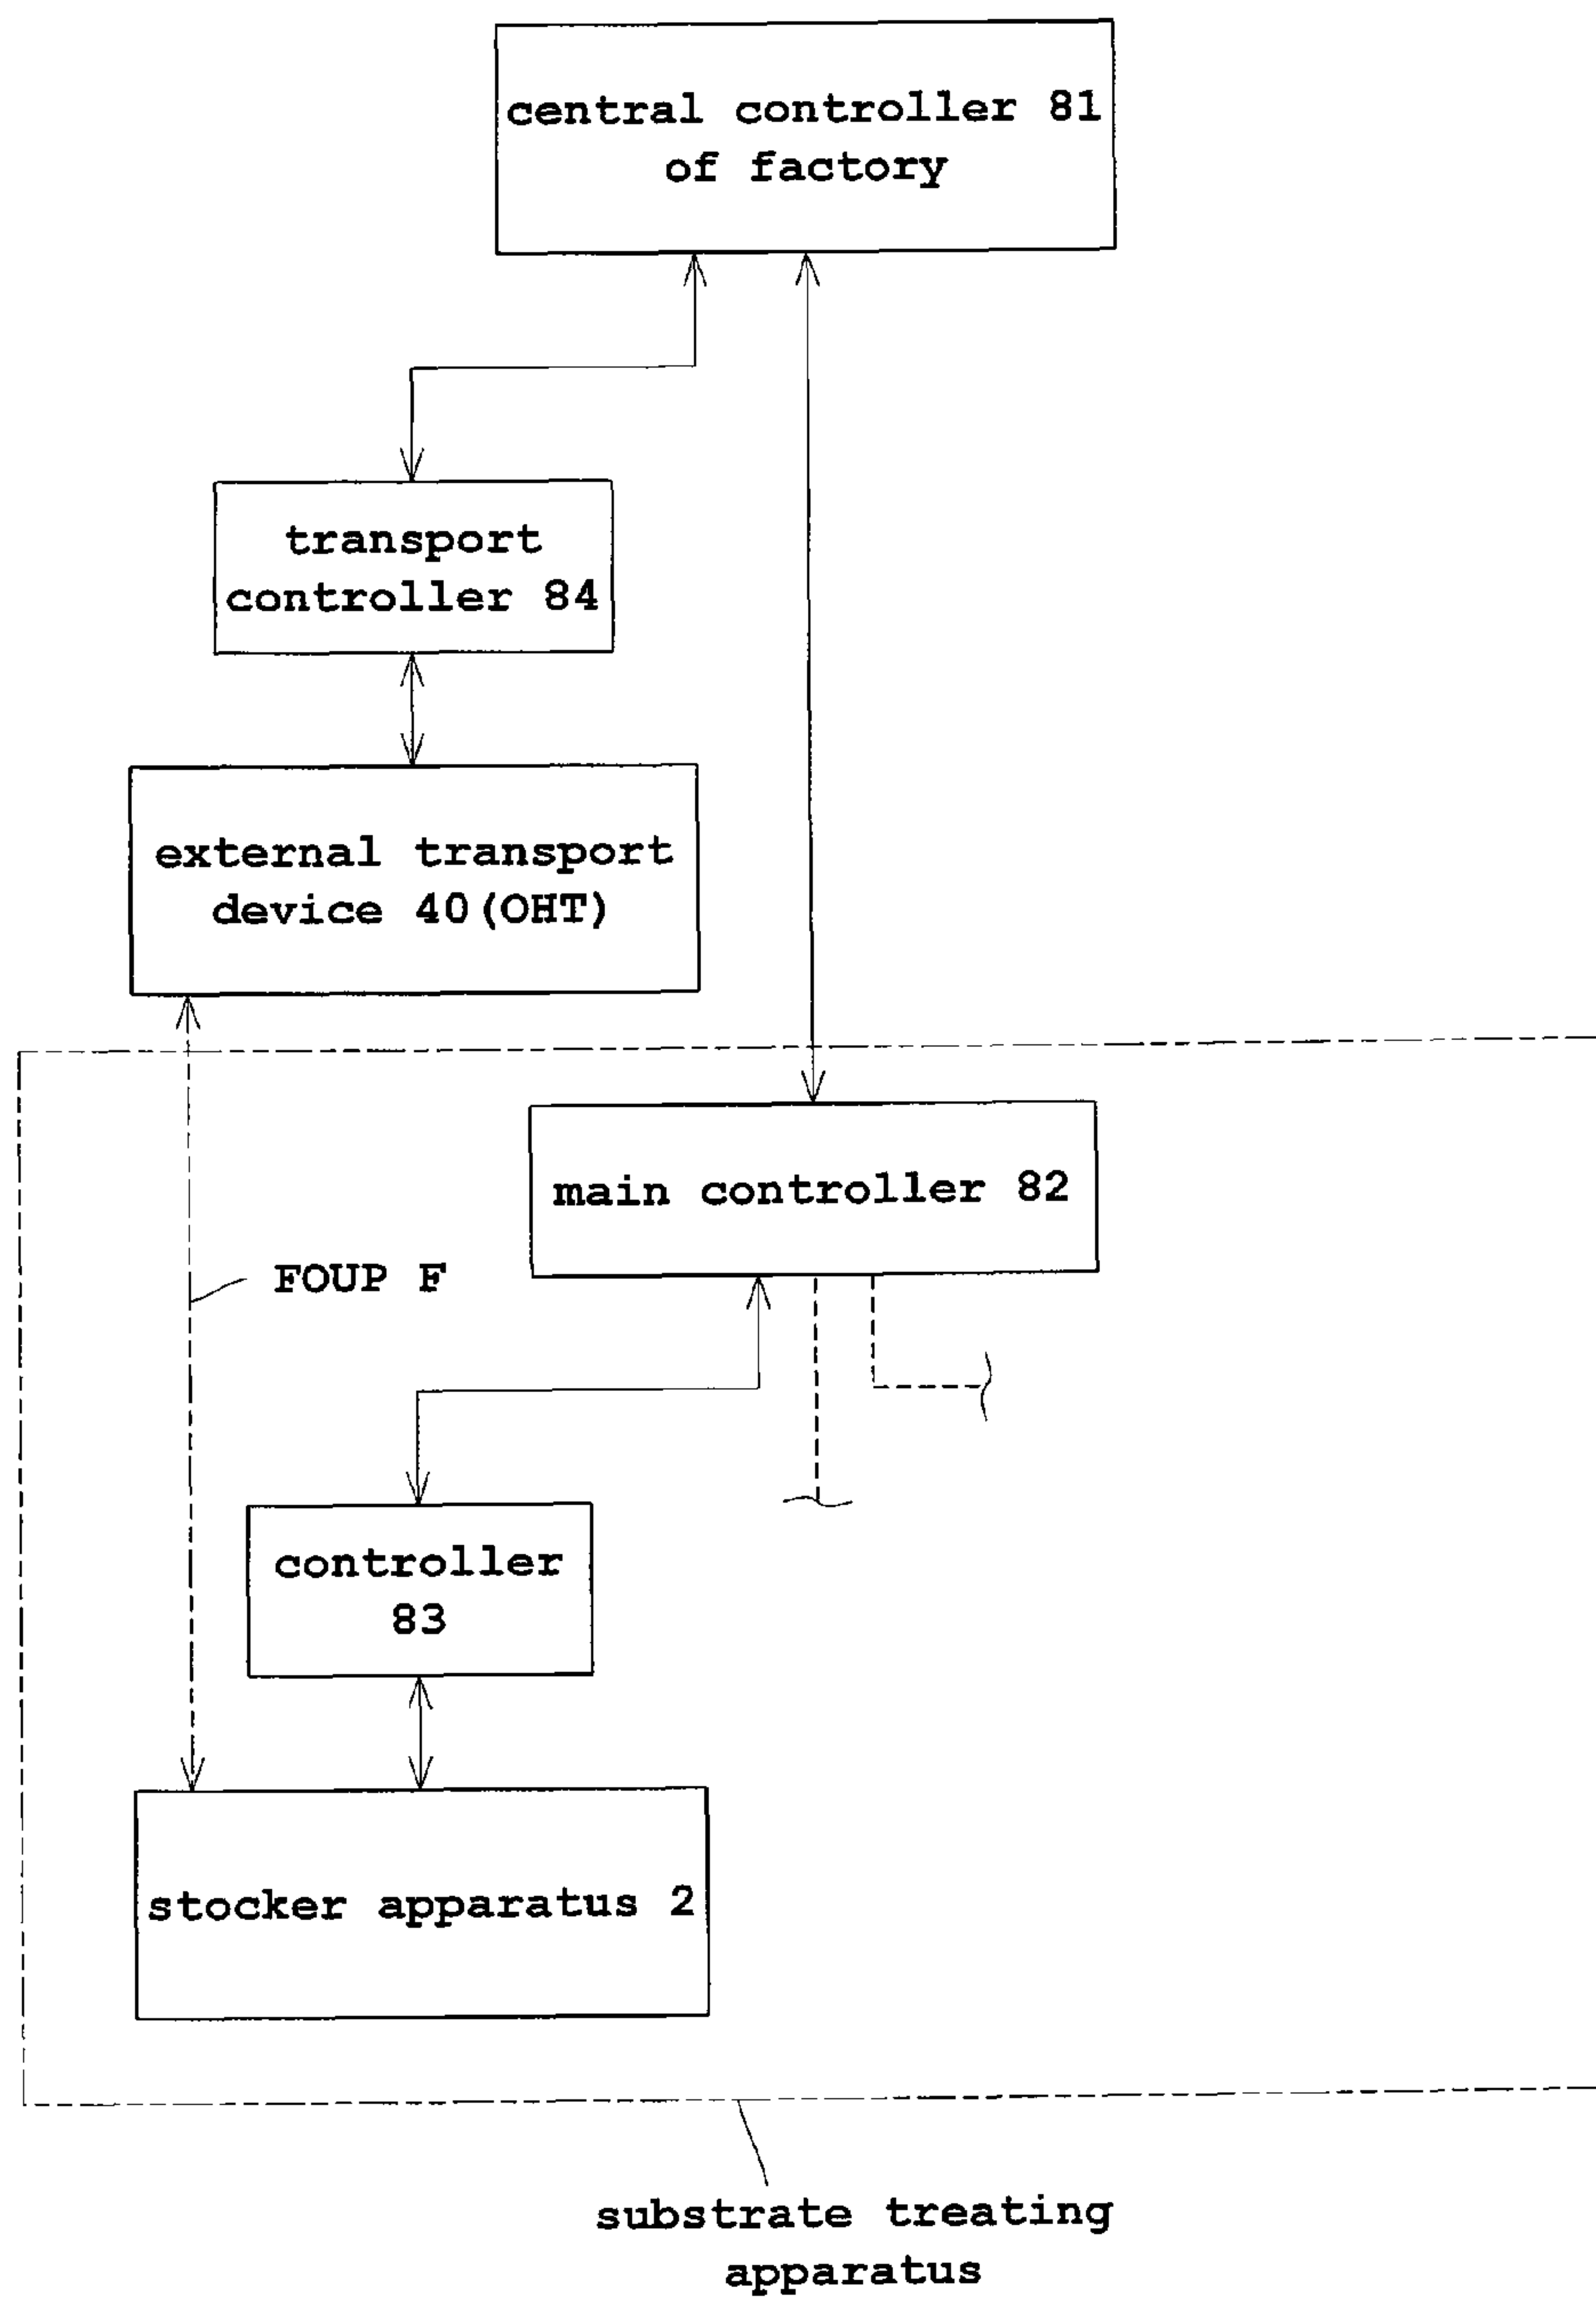 central controller 81
of factory
transport
controller 84
external transport
device 40(OHT)
main controller 82
FOUP F
controller
83
stocker apparatus 2
substrate treating
apparatus